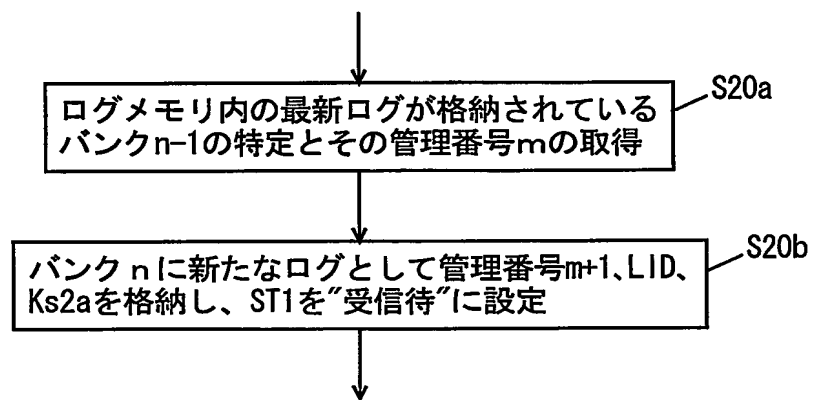 S20a
ログメモリ内の最新ログが格納されている
バンクn-1の特定とその管理番号mの取得
S20b
バンクnに新たなログとして管理番号m+1、LID、
Ks2aを格納し、ST1を"受信待"に設定